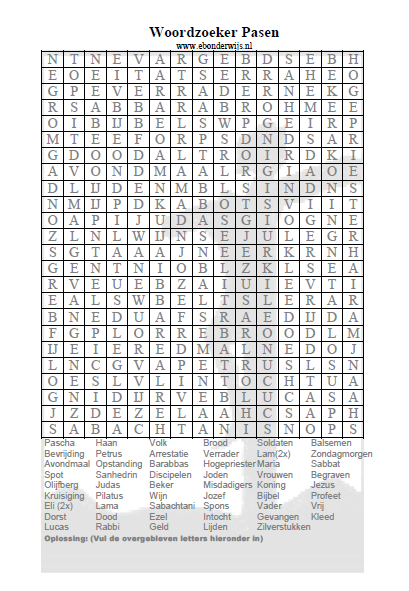 Woordzoeker Pasen
www.ebonderwijs.nl
N T N E V A R G E B D S E B H
E O E I T A T S E R R A H E O
G P E V E R R A D E R N E K G
R S A B B A R A B R O H M E E
O I B IJ B E L S W P G E I R P
M T E E F O R P S D N D S A R
G D O O D A L T R O I R D K I
A V O N D M A A L R G I A O E
D L IJ D E N M B L S I N D N S
N M IJ P D K A B O T S V I I T
O A P I J U D A S G I O G N E
Z L N L W IJ N S E J U L E G R
S G T A A A J N E E R K R N H
G E N T N I O B L Z K L S E A
R V E U E B Z A I U I E V T I
E A L S W B E L T S L E R A R
B N E D U A F S R A E D IJ D A
F G P L O R R E B R O O D L M
IJ E I E R E D M A L N E D O J
L N C G V A P E T R U S L S N
O E S L V L I N T O C H T U A
G N I D IJ R V E B L U C A S A
J Z D E Z E L A A H C S A P H
S A B A C H T A N I S N O P S
Pascha Haan Volk Brood Soldaten Balsemen
Bevrijding Petrus Arrestatie Verrader Lam(2x) Zondagmorgen
Avondmaal Opstanding Barabbas Hogepriester Maria Sabbat
Spot Sanhedrin Discipelen Joden Vrouwen Begraven
Olijfberg Judas Beker Misdadigers Koning Jezus
Kruisiging Pilatus Wijn Jozef Bijbel Profeet
Eli (2x) Lama Sabachtani Spons Vader Vrij
Dorst Dood Ezel Intocht Gevangen Kleed
Lucas Rabbi Geld Lijden Zilverstukken
Oplossing: (Vul de overgebleven letters hieronder in)